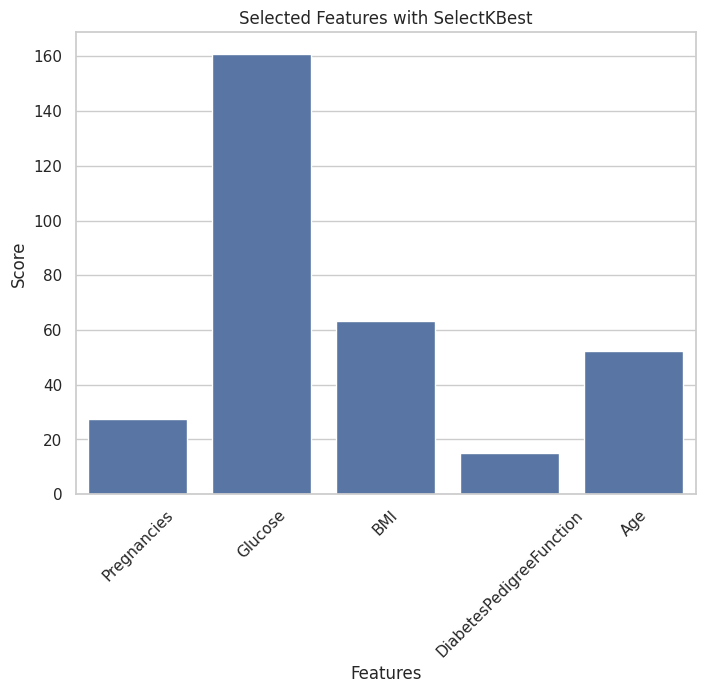 Selected Features with SelectKBest
Score
160
140
120
100
80
60
40
20
0
Pregnancies
Glucose
BMI
DiabetesPedigreeFunction
Age
Features